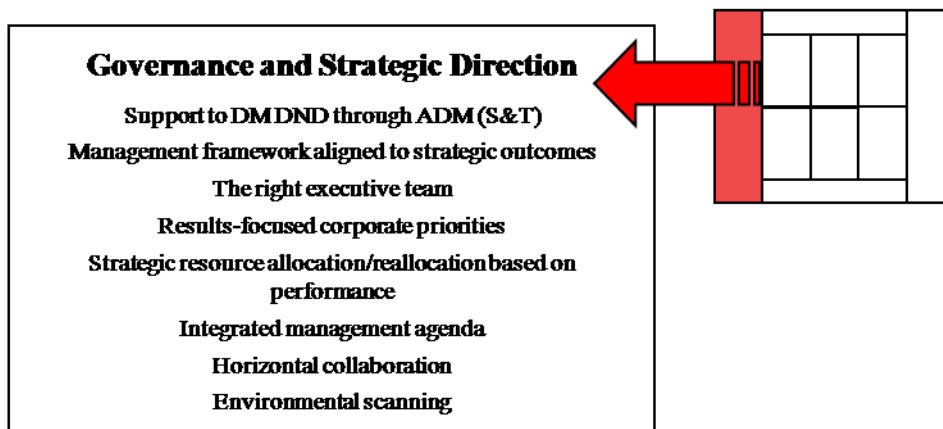 Governance and Strategic Direction
Support to DM DND through ADM (S&T)
Management framework aligned to strategic outcomes
The right executive team
Results-focused corporate priorities
Strategic resource allocation/reallocation based on
performance
Integrated management agenda
Horizontal collaboration
Environmental scanning